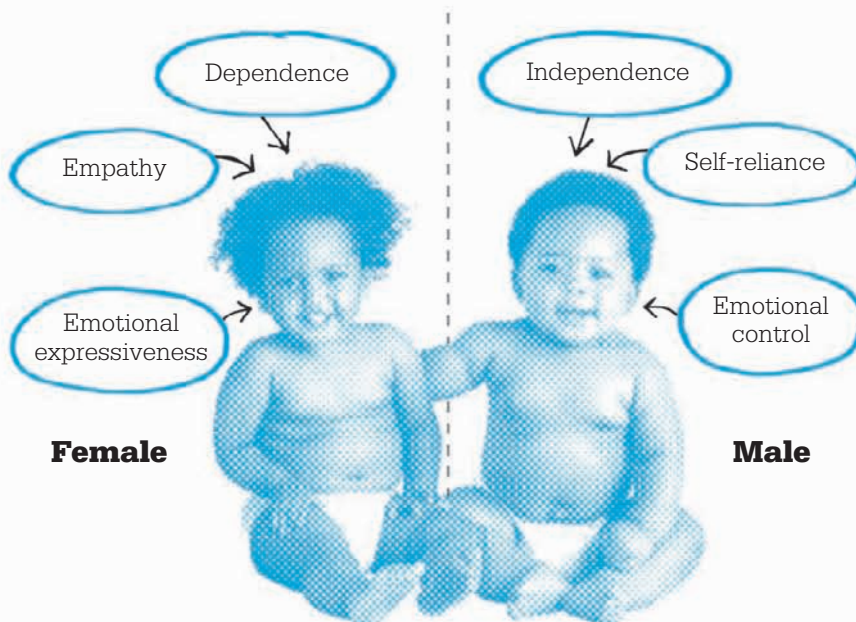 Dependence
Independence
Empathy
Self-reliance
Emotional
expressiveness
Emotional
control
Female
Male